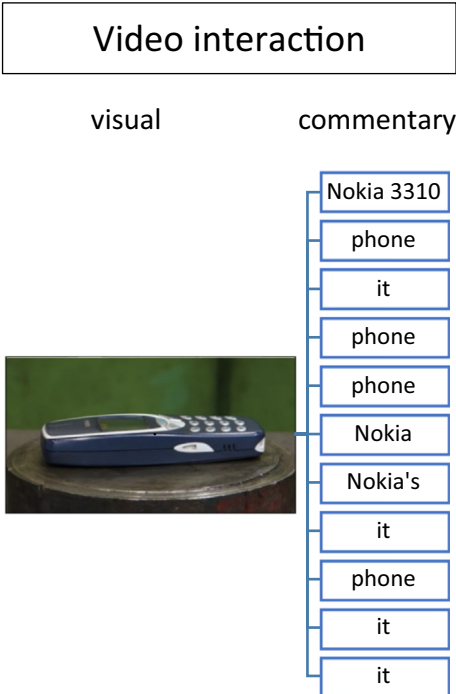 Video interaction
visual commentary
Nokia 3310
phone
it
phone
phone
Nokia
Nokia's
it
phone
it
it